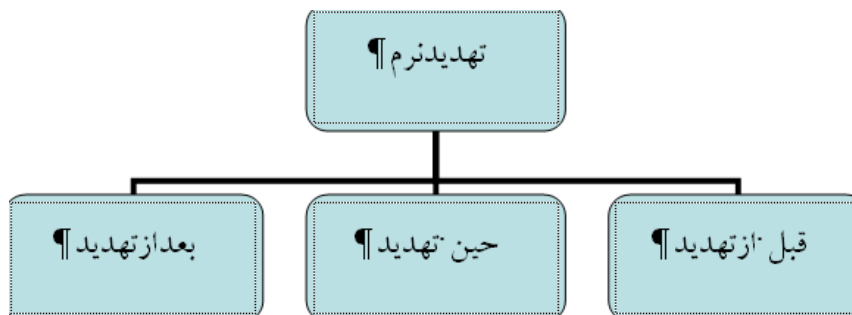 تهدیدنرم ¶
قبل ·ازتهدید ¶
حین ·تهدید ¶
بعدازتهدید ¶